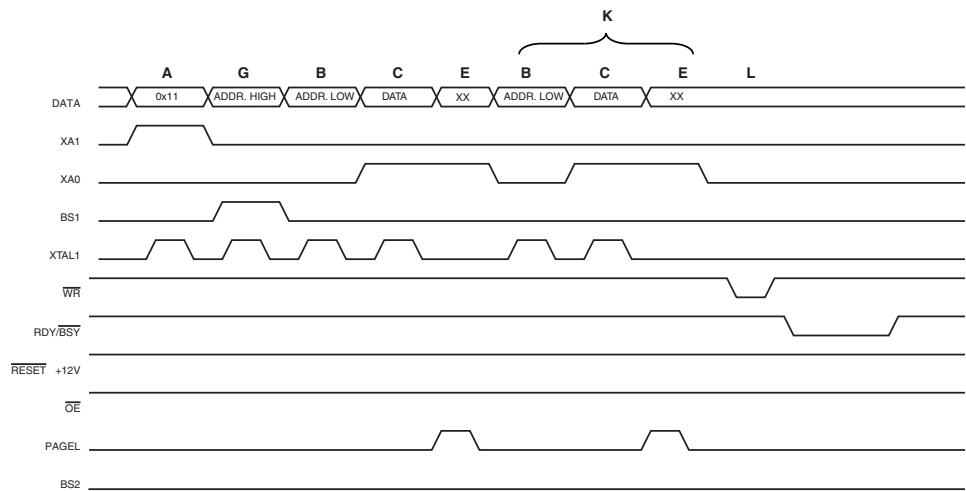 K
A G B C E B C E L
DATA 0x11 ADDR. HIGH ADDR. LOW DATA XX ADDR. LOW DATA XX
XA1
XA0
BS1
XTAL1
WR
RDY/BSY
RESET +12V
OE
PAGEL
BS2